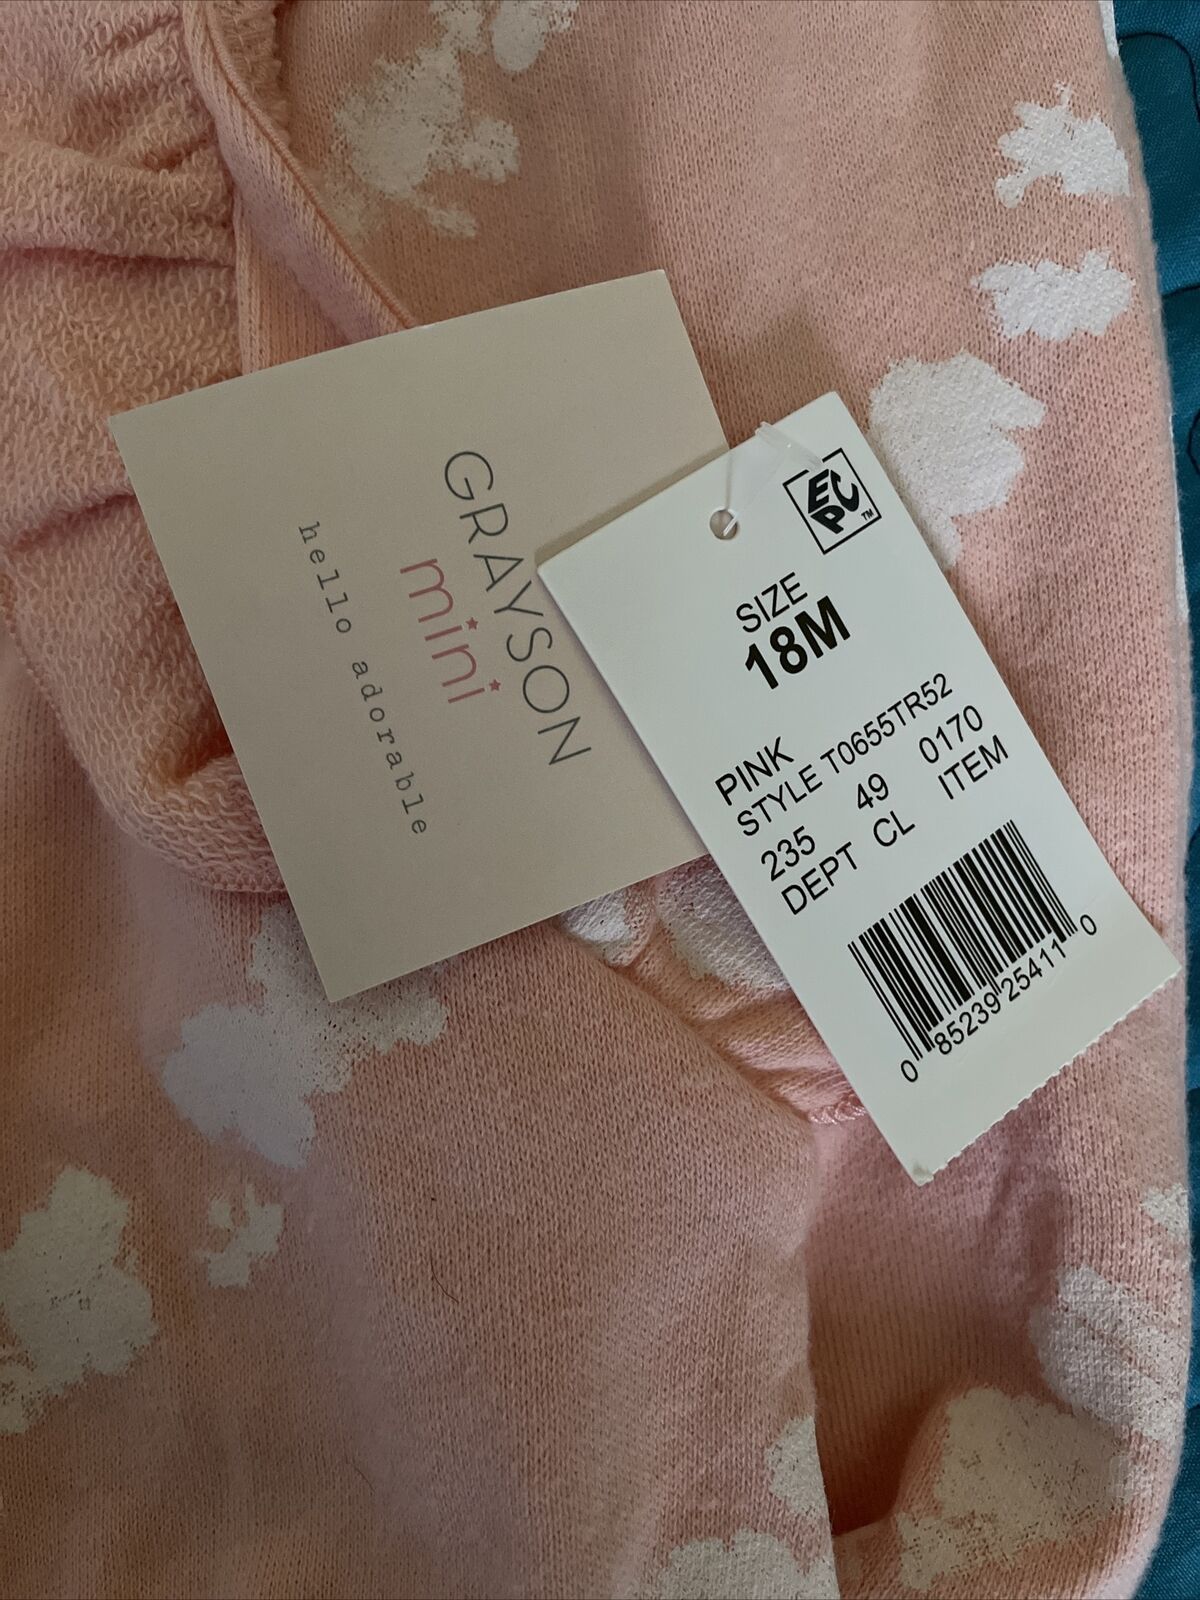 GRAYSON
mini
hello adorable
EPC™
SIZE
18M
PINK
STYLE T0655TR52
235 49 0170
DEPT CL ITEM
0 85239 25411 0